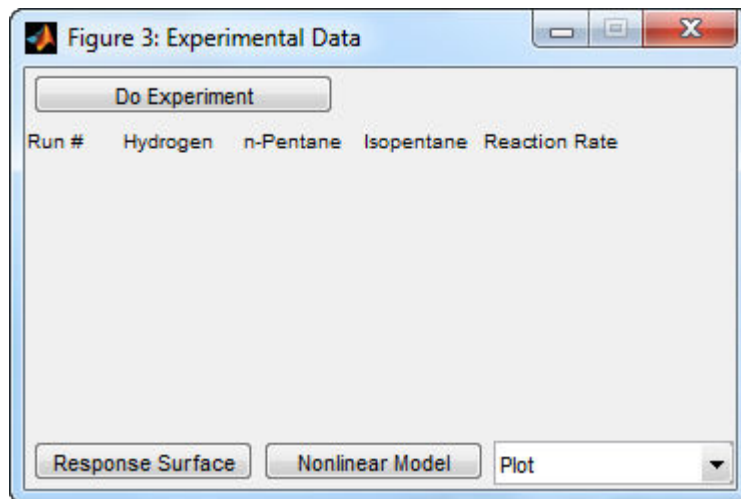 Figure 3: Experimental Data
Do Experiment
Run # Hydrogen n-Pentane Isopentane Reaction Rate
Response Surface Nonlinear Model Plot